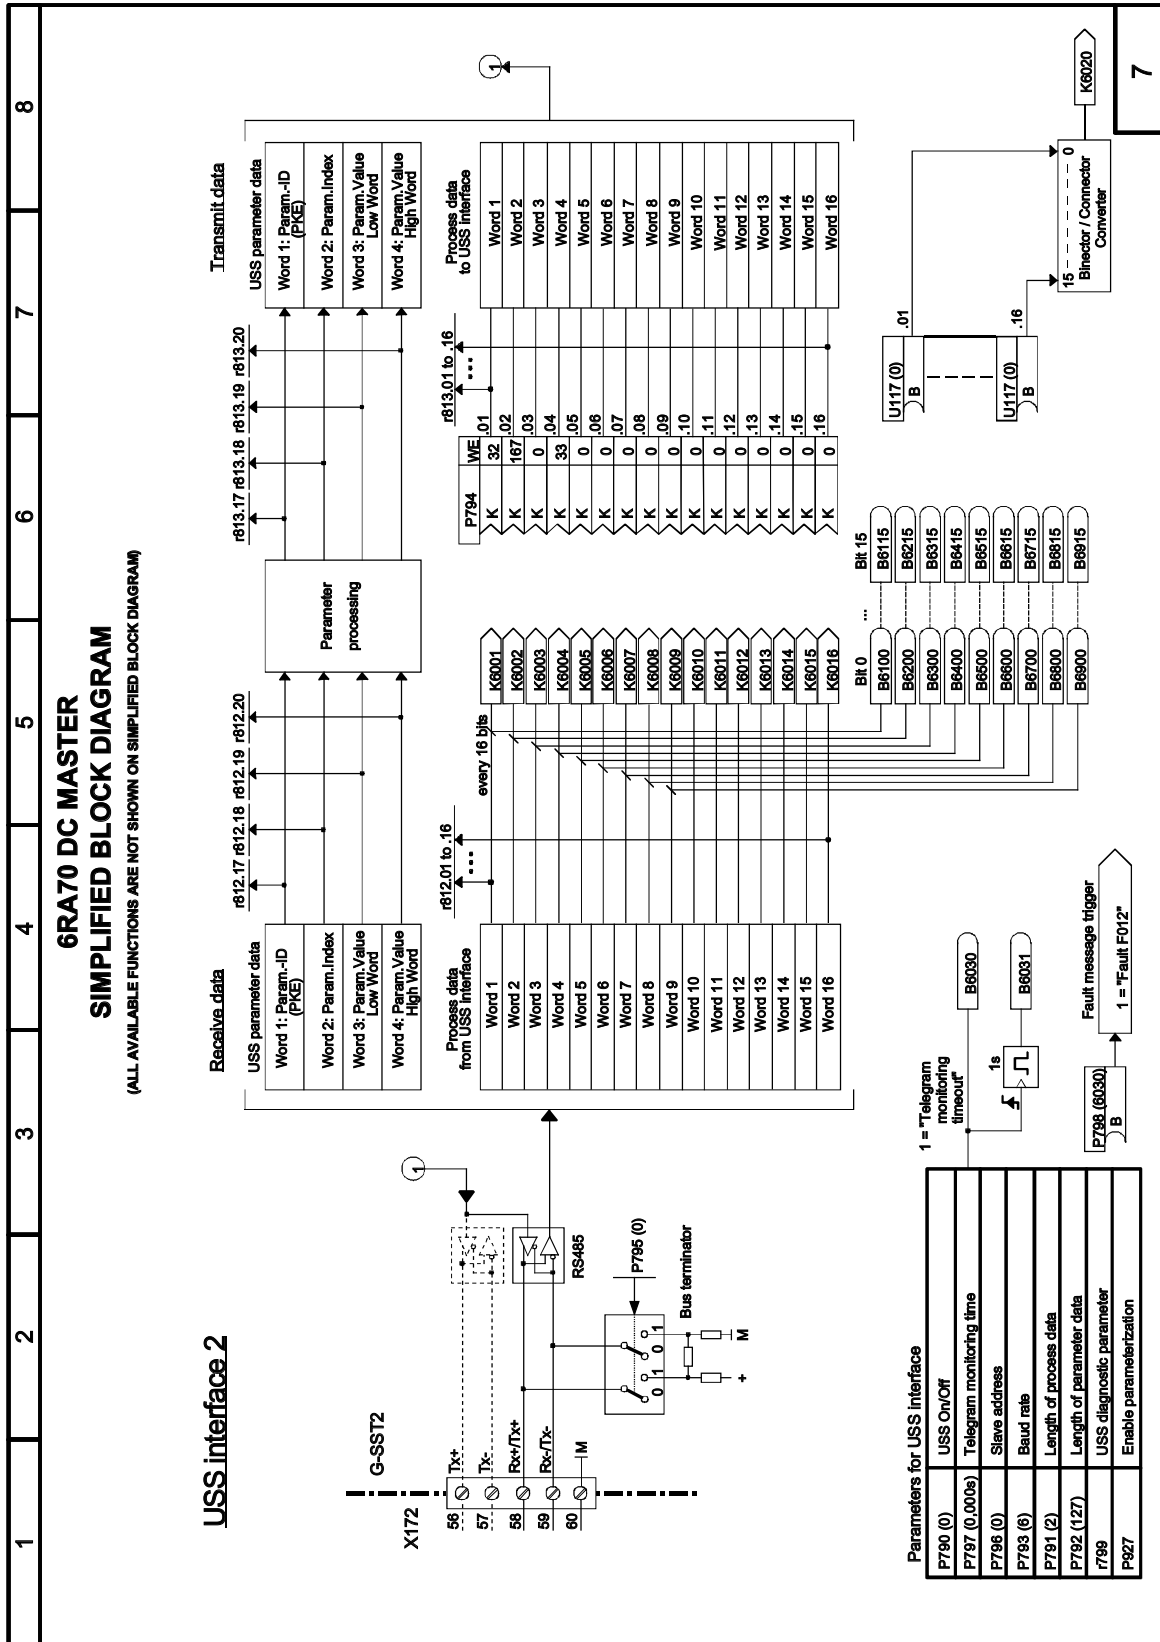 1 2 3 4 5 6 7 8
6RA70 DC MASTER
SIMPLIFIED BLOCK DIAGRAM
(ALL AVAILABLE FUNCTIONS ARE NOT SHOWN ON SIMPLIFIED BLOCK DIAGRAM)
USS interface 2
G-SST2
X172
56 Tx+
57 Tx-
58 Rx+/Tx+
59 Rx-/Tx-
60 M
RS485
1
P795 (0)
0 1 0 1
Bus terminator
+ M
Receive data
USS parameter data
Word 1: Param.-ID
(PKE)
Word 2: Param.Index
Word 3: Param.Value
Low Word
Word 4: Param.Value
High Word
r812.17 r812.18 r812.19 r812.20
Parameter
processing
r813.17 r813.18 r813.19 r813.20
Transmit data
USS parameter data
Word 1: Param.-ID
(PKE)
Word 2: Param.Index
Word 3: Param.Value
Low Word
Word 4: Param.Value
High Word
1
Process data
from USS interface
Word 1
Word 2
Word 3
Word 4
Word 5
Word 6
Word 7
Word 8
Word 9
Word 10
Word 11
Word 12
Word 13
Word 14
Word 15
Word 16
r812.01 to .16
...
every 16 bits
K6001
K6002
K6003
K6004
K6005
K6006
K6007
K6008
K6009
K6010
K6011
K6012
K6013
K6014
K6015
K6016
P794 WE
K 32 .01
K 167 .02
K 0 .03
K 33 .04
K 0 .05
K 0 .06
K 0 .07
K 0 .08
K 0 .09
K 0 .10
K 0 .11
K 0 .12
K 0 .13
K 0 .14
K 0 .15
K 0 .16
r813.01 to .16
...
Process data
to USS interface
Word 1
Word 2
Word 3
Word 4
Word 5
Word 6
Word 7
Word 8
Word 9
Word 10
Word 11
Word 12
Word 13
Word 14
Word 15
Word 16
Bit 0 ... Bit 15
B6100 B6115
B6200 B6215
B6300 B6315
B6400 B6415
B6500 B6515
B6600 B6615
B6700 B6715
B6800 B6815
B6900 B6915
Parameters for USS interface
P790 (0) USS On/Off
P797 (0,000s) Telegram monitoring time
P796 (0) Slave address
P793 (6) Baud rate
P791 (2) Length of process data
P792 (127) Length of parameter data
r799 USS diagnostic parameter
P927 Enable parameterization
1 = "Telegram
monitoring
timeout"
B6030
1s
B6031
P798 (6030)
B
Fault message trigger
1 = "Fault F012"
U117 (0)
B
.01
U117 (0)
B
.16
15 0
Binector / Connector
Converter
K6020
7